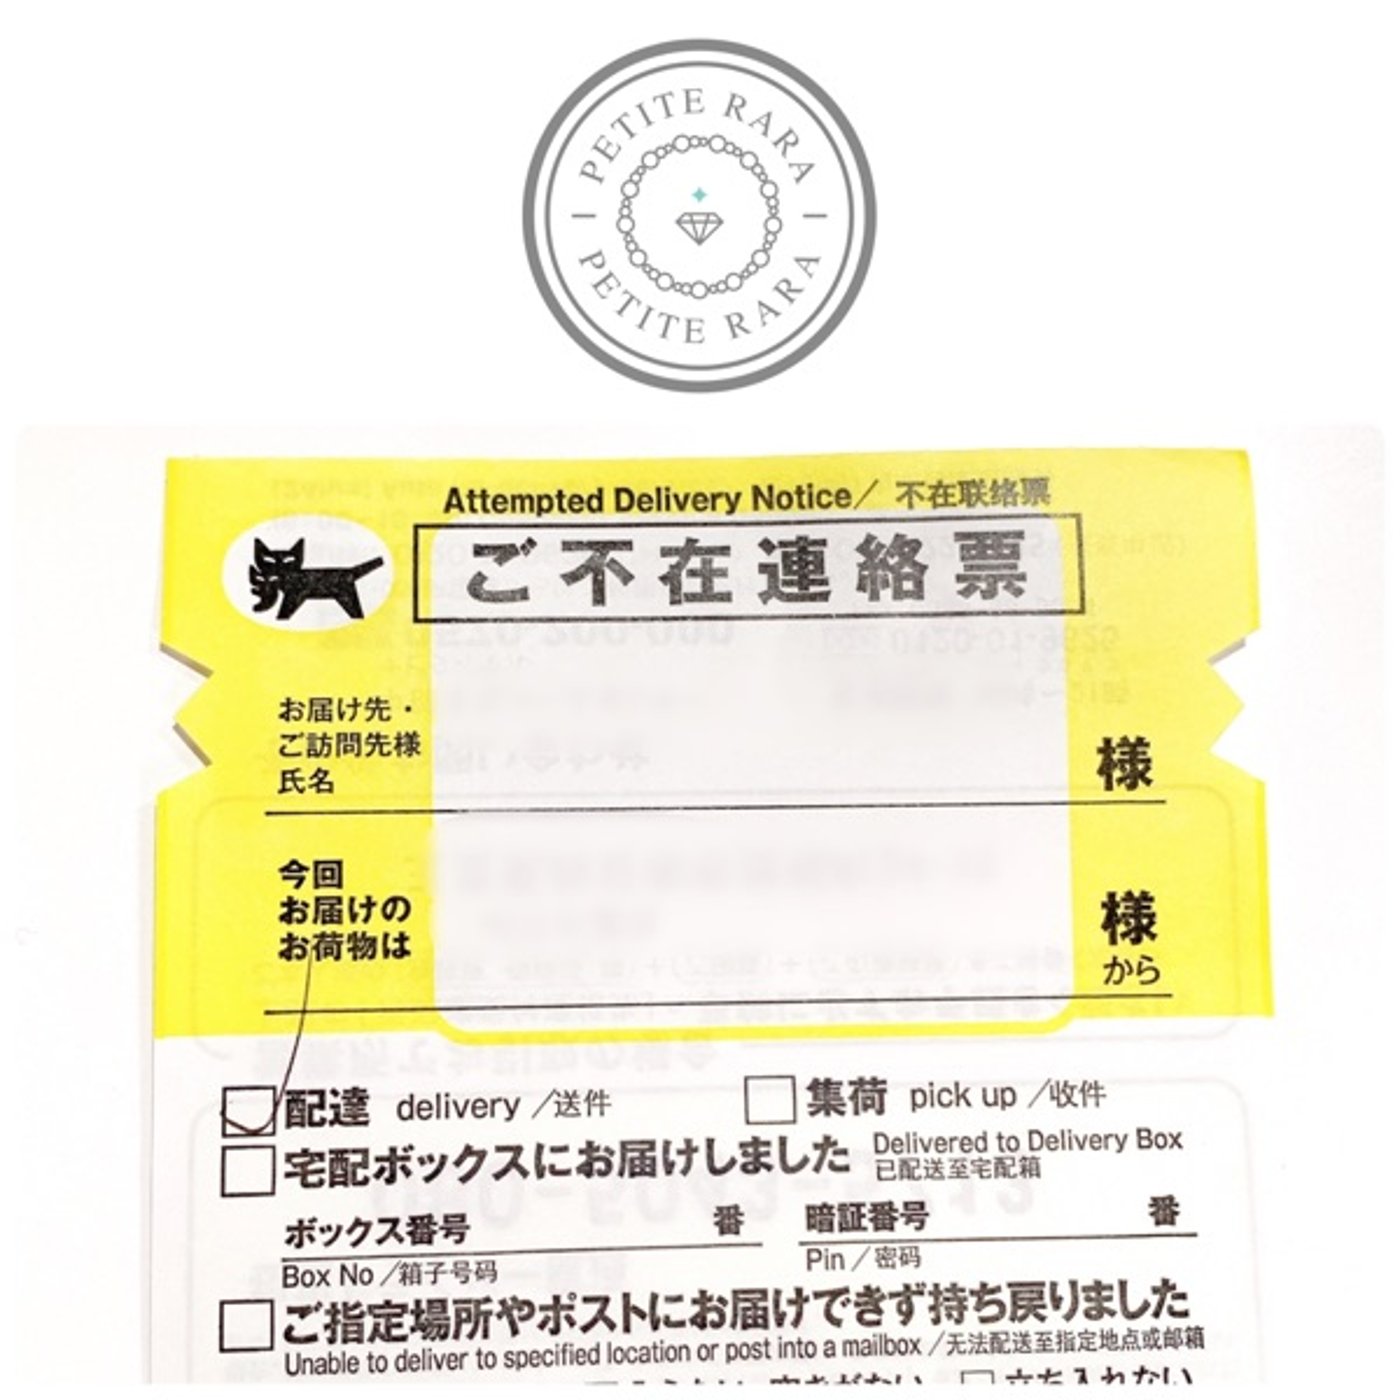 PETITE RARA
PETITE RARA
Attempted Delivery Notice／不在联络票
ご不在連絡票
お届け先・
ご訪問先様
氏名
様
今回
お届けの
お荷物は
様
から
配達 delivery／送件
集荷 pick up／收件
宅配ボックスにお届けしました
Delivered to Delivery Box
已配送至宅配箱
ボックス番号 番
Box No／箱子号码
暗証番号 番
Pin／密码
ご指定場所やポストにお届けできず持ち戻りました
Unable to deliver to specified location or post into a mailbox／无法配送至指定地点或邮箱